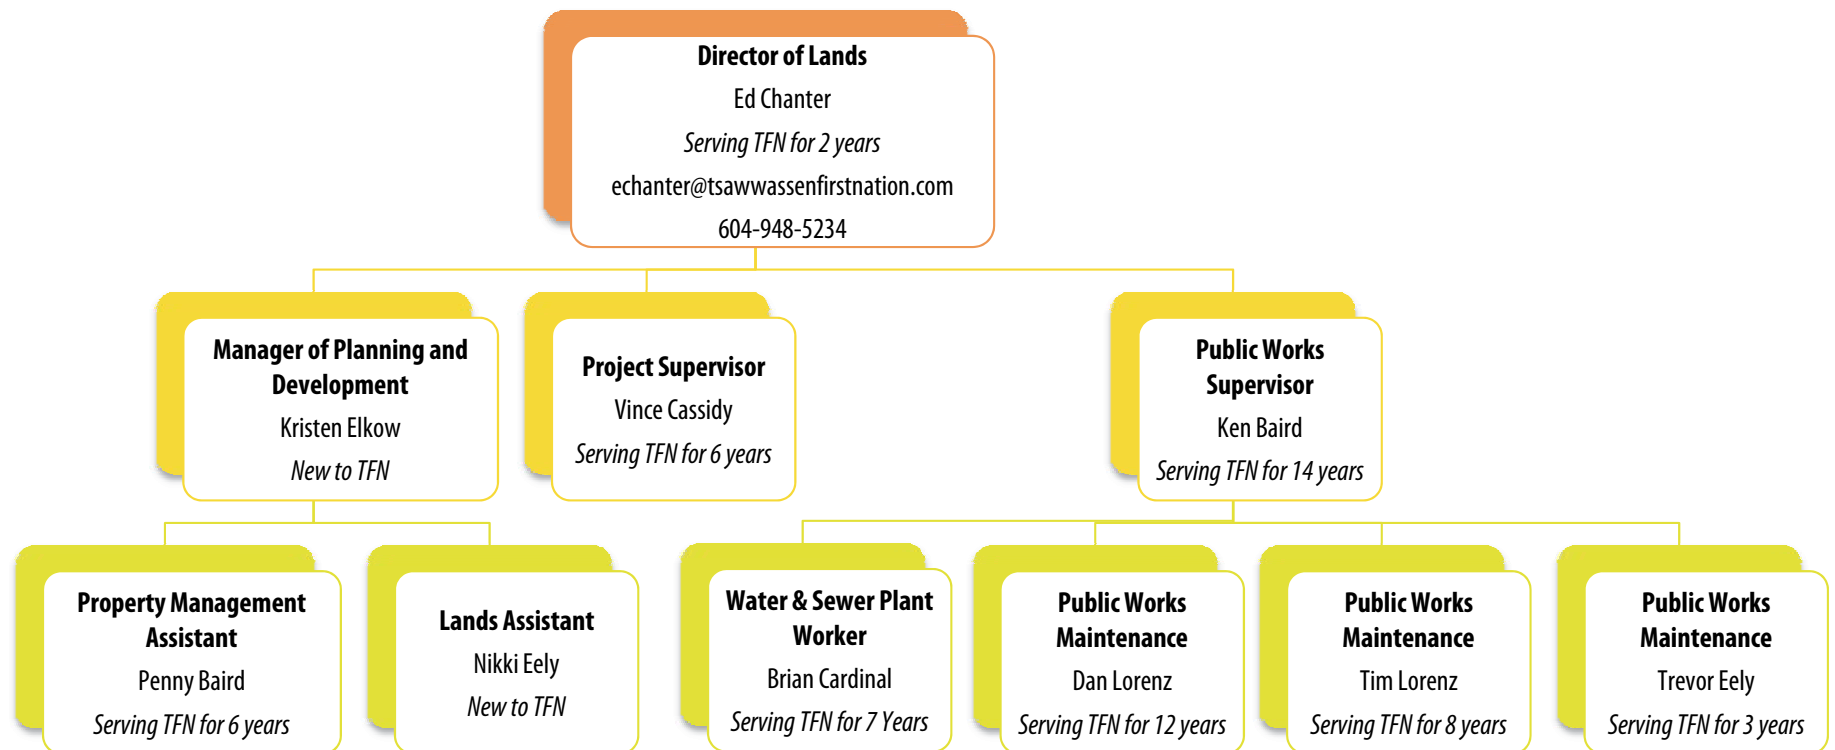 Director of Lands
Ed Chanter
Serving TFN for 2 years
echanter@tsawwassenfirstnation.com
604-948-5234
Manager of Planning and
Development
Kristen Elkow
New to TFN
Project Supervisor
Vince Cassidy
Serving TFN for 6 years
Public Works
Supervisor
Ken Baird
Serving TFN for 14 years
Property Management
Assistant
Penny Baird
Serving TFN for 6 years
Lands Assistant
Nikki Eely
New to TFN
Water & Sewer Plant
Worker
Brian Cardinal
Serving TFN for 7 Years
Public Works
Maintenance
Dan Lorenz
Serving TFN for 12 years
Public Works
Maintenance
Tim Lorenz
Serving TFN for 8 years
Public Works
Maintenance
Trevor Eely
Serving TFN for 3 years